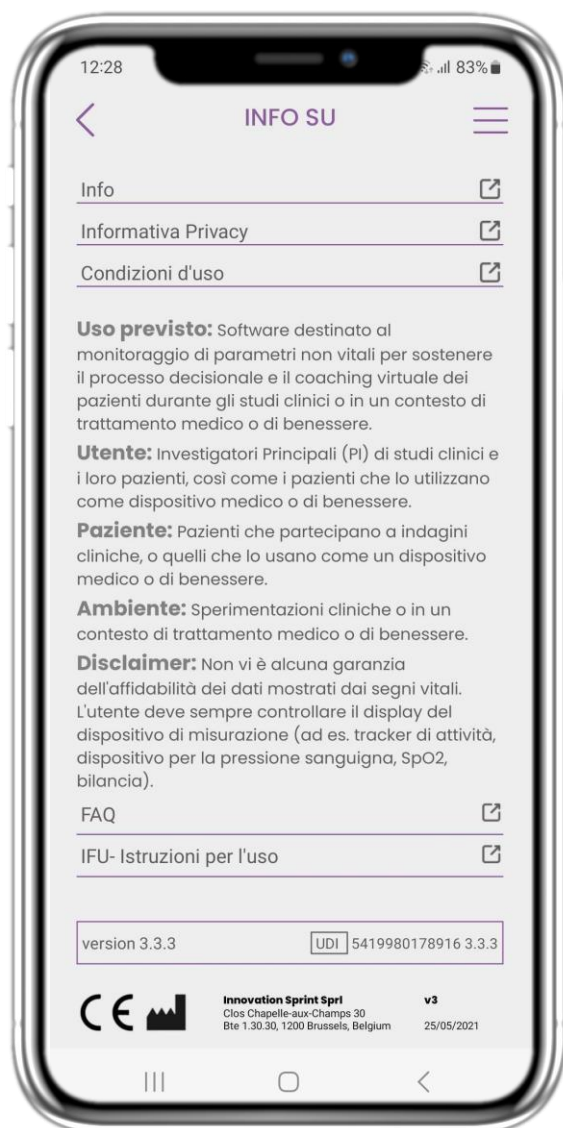 12:28
83%
INFO SU
Info
Informativa Privacy
Condizioni d'uso
Uso previsto: Software destinato al
monitoraggio di parametri non vitali per sostenere
il processo decisionale e il coaching virtuale dei
pazienti durante gli studi clinici o in un contesto di
trattamento medico o di benessere.
Utente: Investigatori Principali (PI) di studi clinici e
i loro pazienti, così come i pazienti che lo utilizzano
come dispositivo medico o di benessere.
Paziente: Pazienti che partecipano a indagini
cliniche, o quelli che lo usano come un dispositivo
medico o di benessere.
Ambiente: Sperimentazioni cliniche o in un
contesto di trattamento medico o di benessere.
Disclaimer: Non vi è alcuna garanzia
dell'affidabilità dei dati mostrati dai segni vitali.
L'utente deve sempre controllare il display del
dispositivo di misurazione (ad es. tracker di attività,
dispositivo per la pressione sanguigna, SpO2,
bilancia).
FAQ
IFU- Istruzioni per l'uso
version 3.3.3
UDI 5419980178916 3.3.3
CE
Innovation Sprint Sprl
Clos Chapelle-aux-Champs 30
Bte 1.30.30, 1200 Brussels, Belgium
v3
25/05/2021